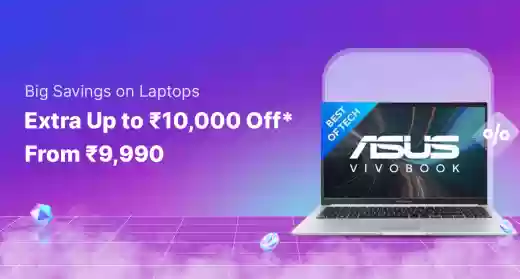 Big Savings on Laptops
Extra Up to ₹10,000 Off*
From ₹9,990
BEST
OF TECH
ASUS
VIVOBOOK
%